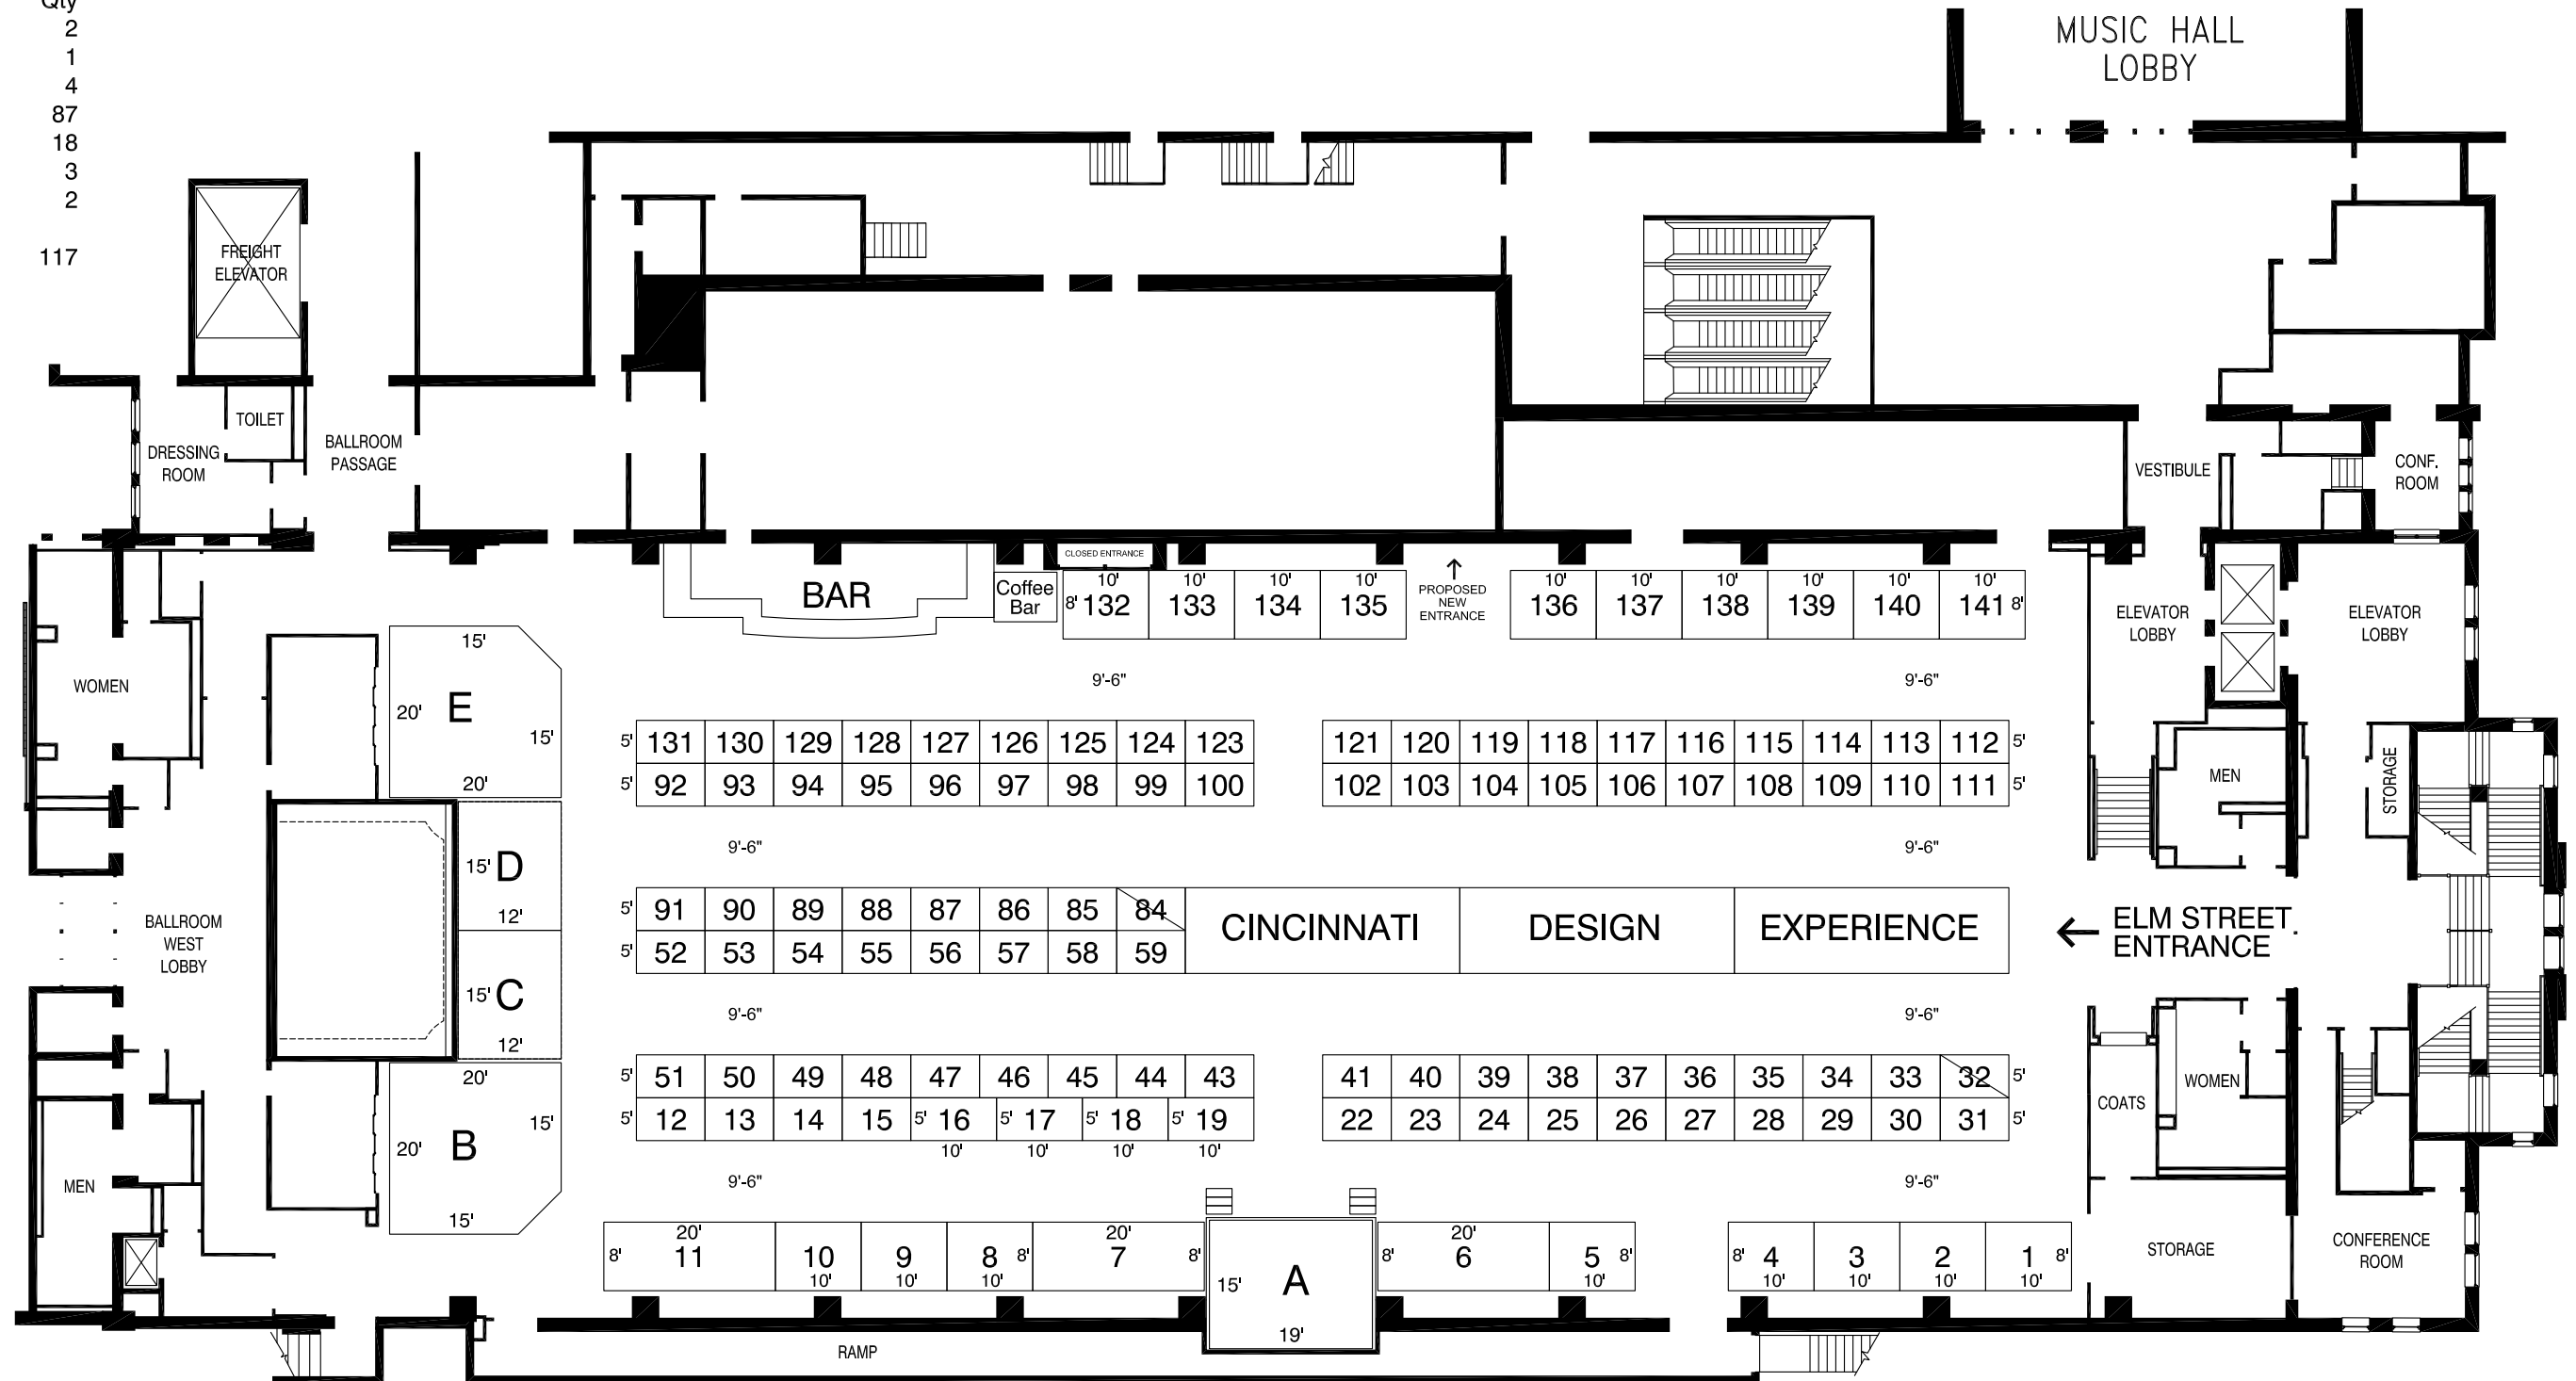 Qty
2
1
4
87
18
3
2
117
MUSIC HALL
LOBBY
FREIGHT
ELEVATOR
TOILET
DRESSING
ROOM
BALLROOM
PASSAGE
VESTIBULE
CONF.
ROOM
CLOSED ENTRANCE
BAR
Coffee
Bar
10' 10' 10' 10'
8' 132 133 134 135
↑
PROPOSED
NEW
ENTRANCE
10' 10' 10' 10' 10' 10'
136 137 138 139 140 141 8'
ELEVATOR
LOBBY
ELEVATOR
LOBBY
WOMEN
15'
20' E
15'
20'
9'-6" 9'-6"
5' 131 130 129 128 127 126 125 124 123 121 120 119 118 117 116 115 114 113 112 5'
5' 92 93 94 95 96 97 98 99 100 102 103 104 105 106 107 108 109 110 111 5'
MEN
STORAGE
9'-6" 9'-6"
15' D
12'
5' 91 90 89 88 87 86 85 84
5' 52 53 54 55 56 57 58 59
CINCINNATI DESIGN EXPERIENCE
← ELM STREET
ENTRANCE
BALLROOM
WEST
LOBBY
15' C
12'
9'-6" 9'-6"
5' 51 50 49 48 47 46 45 44 43 41 40 39 38 37 36 35 34 33 32 5'
5' 12 13 14 15 5' 16 5' 17 5' 18 5' 19 22 23 24 25 26 27 28 29 30 31 5'
10' 10' 10' 10'
COATS
WOMEN
20'
15'
20' B
15'
MEN
9'-6" 9'-6"
20' 20' 20'
8' 11 10 9 8 8' 7 8' 8' 6 5 8' 8' 4 3 2 1 8'
10' 10' 10' 10' 10' 10' 10' 10'
15' A
19'
STORAGE
CONFERENCE
ROOM
RAMP